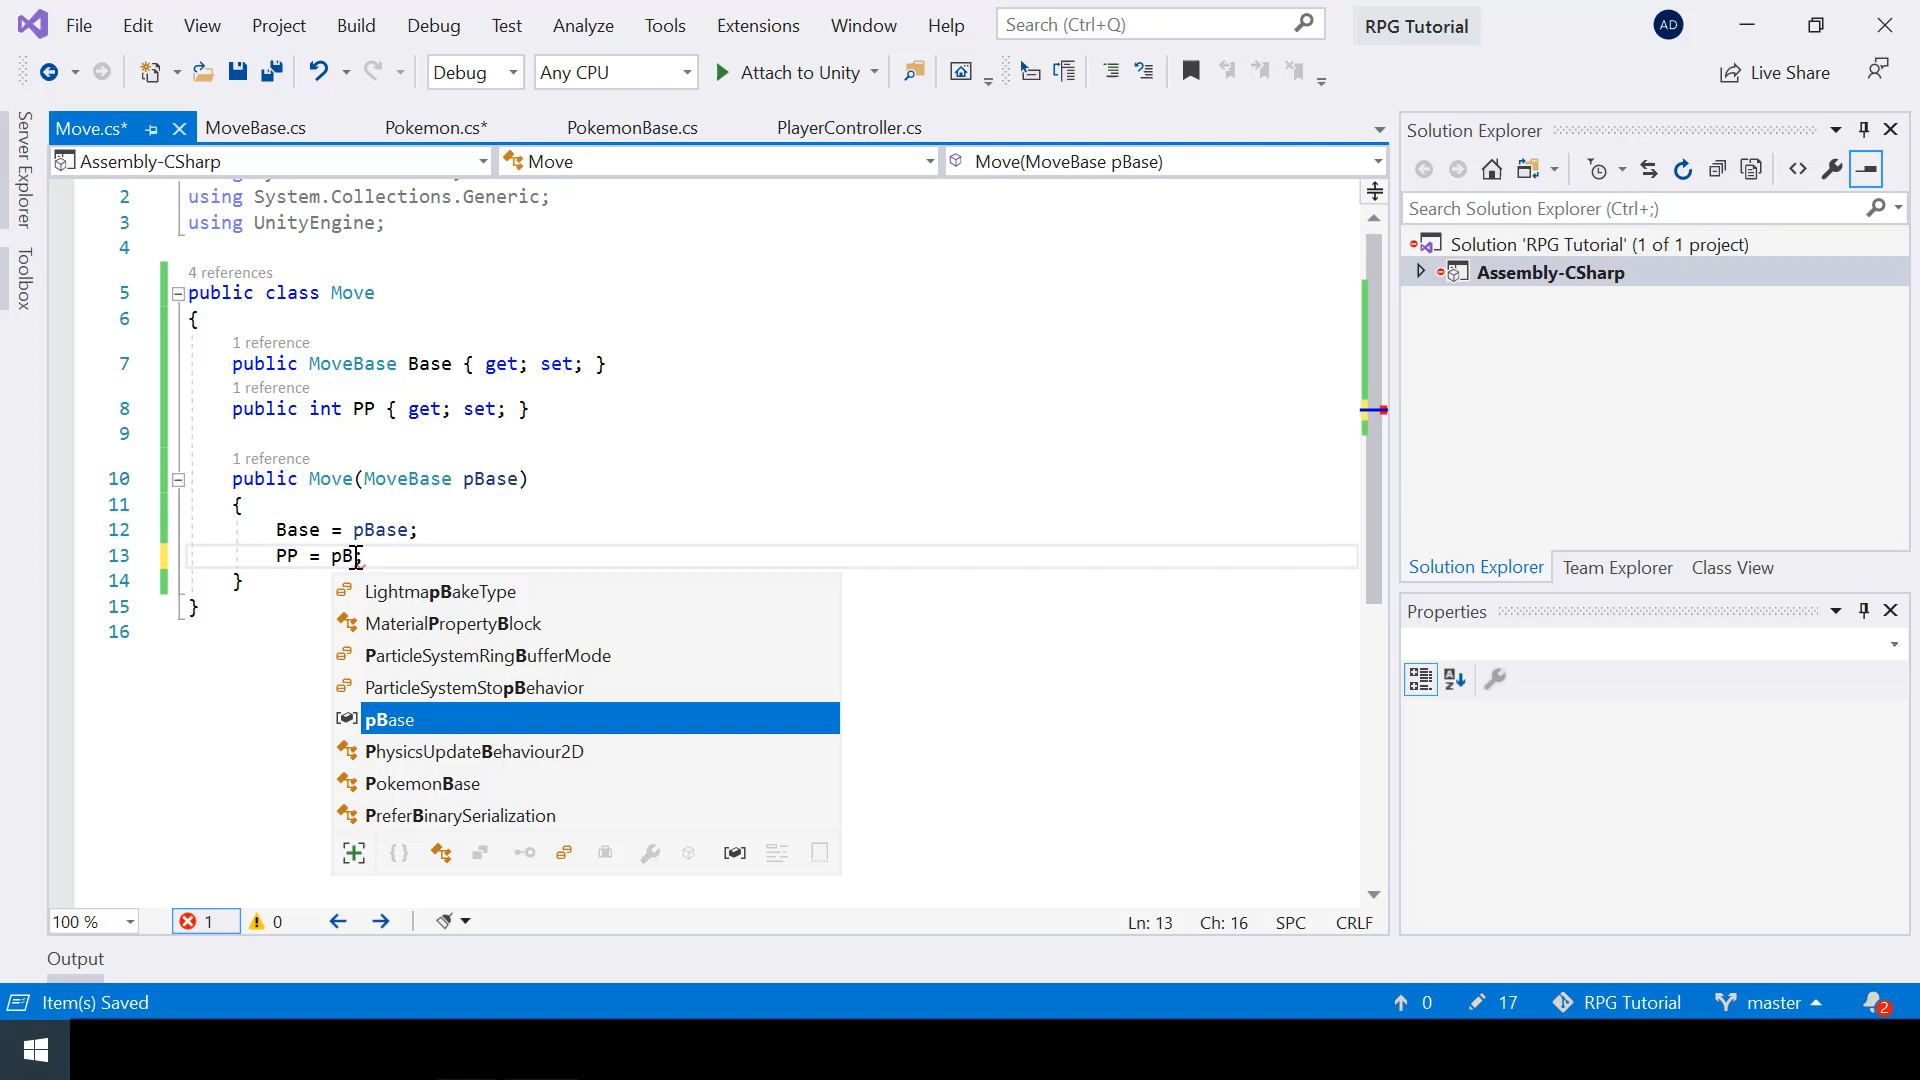 File Edit View Project Build Debug Test Analyze Tools Extensions Window Help Search (Ctrl+Q) RPG Tutorial AD
Debug Any CPU Attach to Unity Live Share
Server Explorer
Toolbox
Move.cs* MoveBase.cs Pokemon.cs* PokemonBase.cs PlayerController.cs
Assembly-CSharp Move Move(MoveBase pBase)
2 using System.Collections.Generic;
3 using UnityEngine;
4
4 references
5 public class Move
6 {
1 reference
7 public MoveBase Base { get; set; }
1 reference
8 public int PP { get; set; }
9
1 reference
10 public Move(MoveBase pBase)
11 {
12 Base = pBase;
13 PP = pB;
14 }
15 }
16
LightmapBakeType
MaterialPropertyBlock
ParticleSystemRingBufferMode
ParticleSystemStopBehavior
pBase
PhysicsUpdateBehaviour2D
PokemonBase
PreferBinarySerialization
100 % 1 0 Ln: 13 Ch: 16 SPC CRLF
Output
Solution Explorer
Search Solution Explorer (Ctrl+;)
Solution 'RPG Tutorial' (1 of 1 project)
Assembly-CSharp
Solution Explorer Team Explorer Class View
Properties
Item(s) Saved 0 17 RPG Tutorial master 2